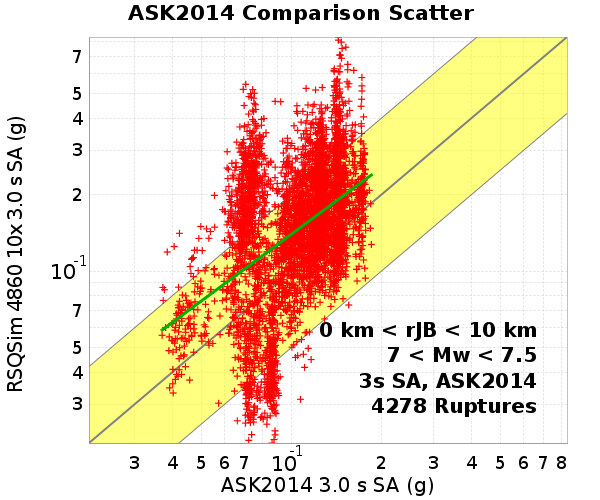 ASK2014 Comparison Scatter
RSQSim 4860 10x 3.0 s SA (g)
7
5
4
3
2
10-1
7
5
4
3
0 km < rJB < 10 km
7 < Mw < 7.5
3s SA, ASK2014
4278 Ruptures
3 4 5 6 7 10-1 2 3 4 5 6 7 8
ASK2014 3.0 s SA (g)